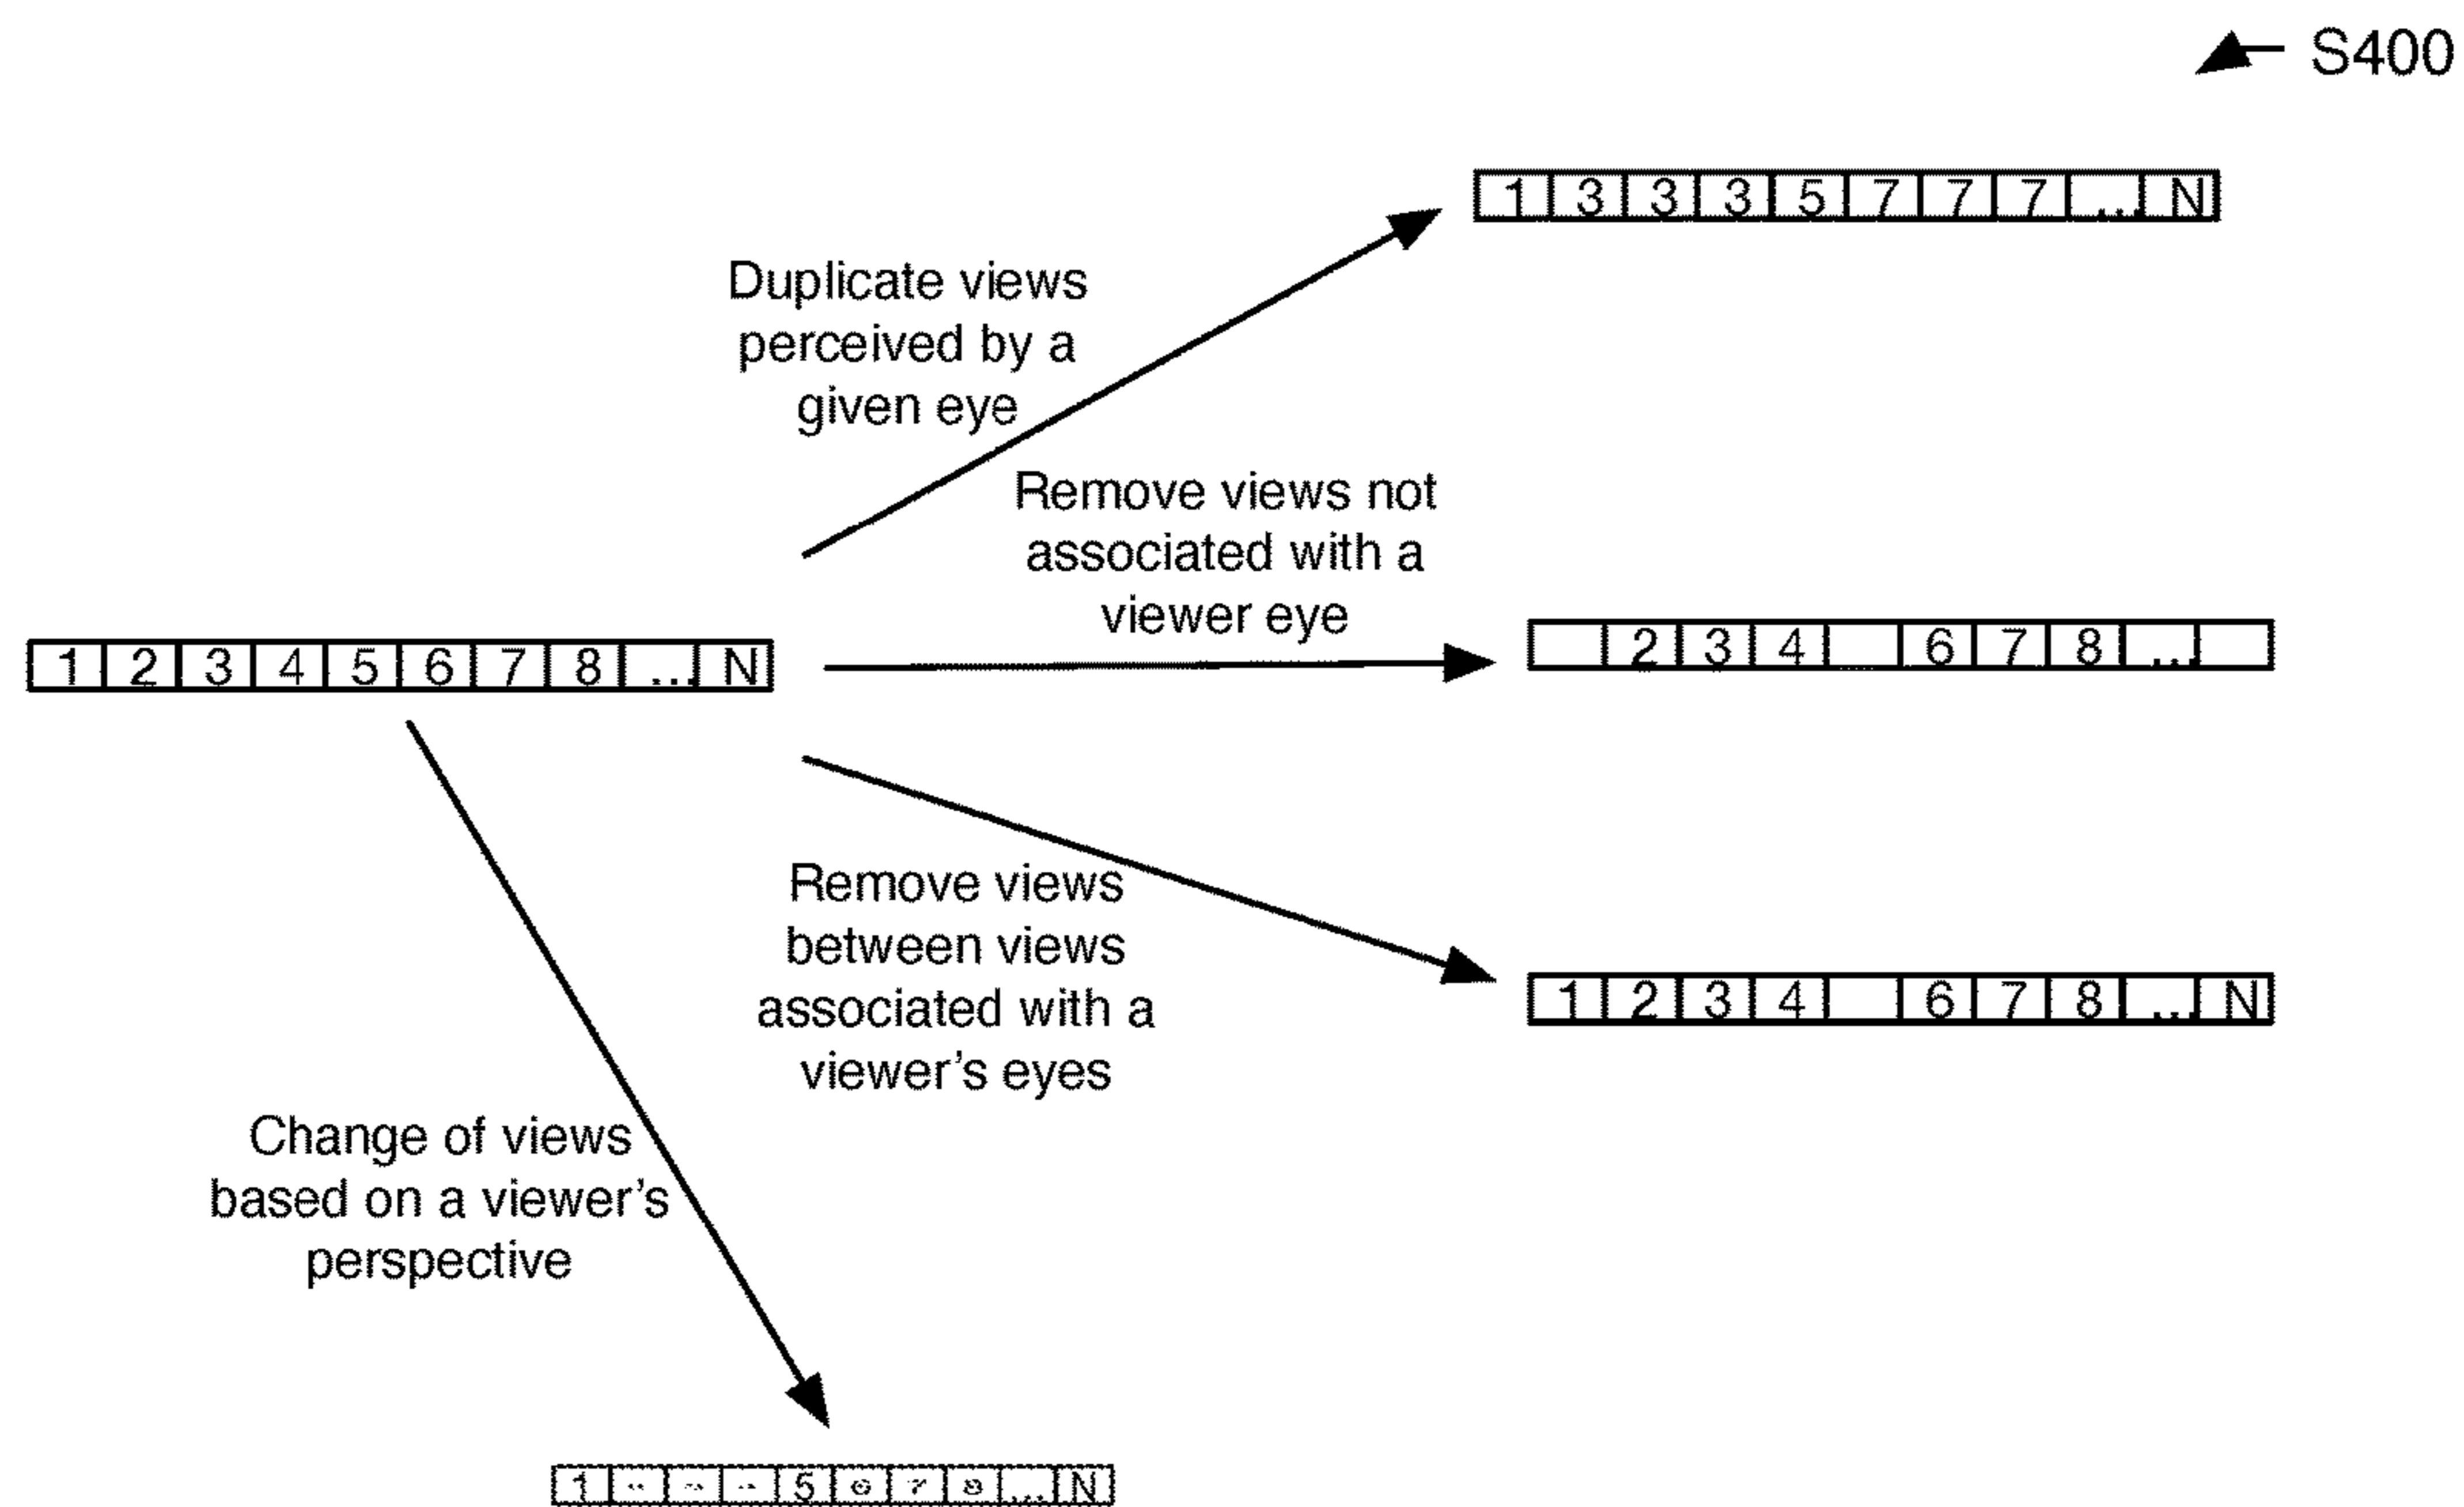 S400
1 3 3 3 5 7 7 7 ... N
Duplicate views
perceived by a
given eye
Remove views not
associated with a
viewer eye
1 2 3 4 5 6 7 8 ... N
2 3 4 6 7 8 ...
Remove views
between views
associated with a
viewer's eyes
1 2 3 4 6 7 8 ... N
Change of views
based on a viewer's
perspective
1 5 6 7 8 ... N